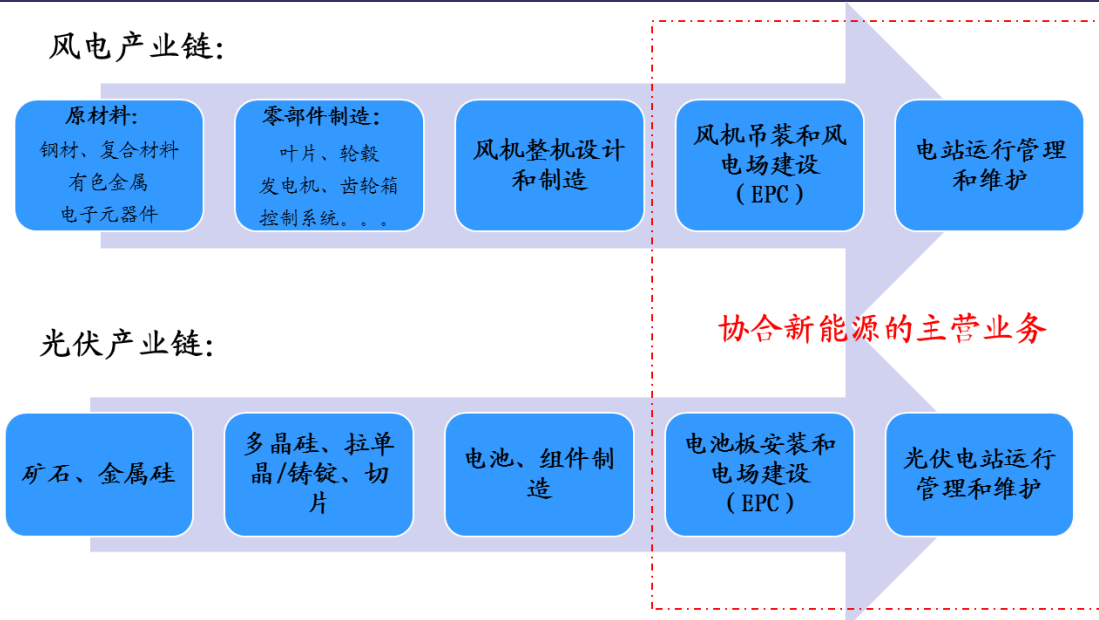 风电产业链:
原材料:
钢材、复合材料
有色金属
电子元器件
零部件制造:
叶片、轮毂
发电机、齿轮箱
控制系统。。。
风机整机设计
和制造
风机吊装和风
电场建设
(EPC)
电站运行管理
和维护
协合新能源的主营业务
光伏产业链:
矿石、金属硅
多晶硅、拉单
晶/铸锭、切
片
电池、组件制
造
电池板安装和
电场建设
(EPC)
光伏电站运行
管理和维护